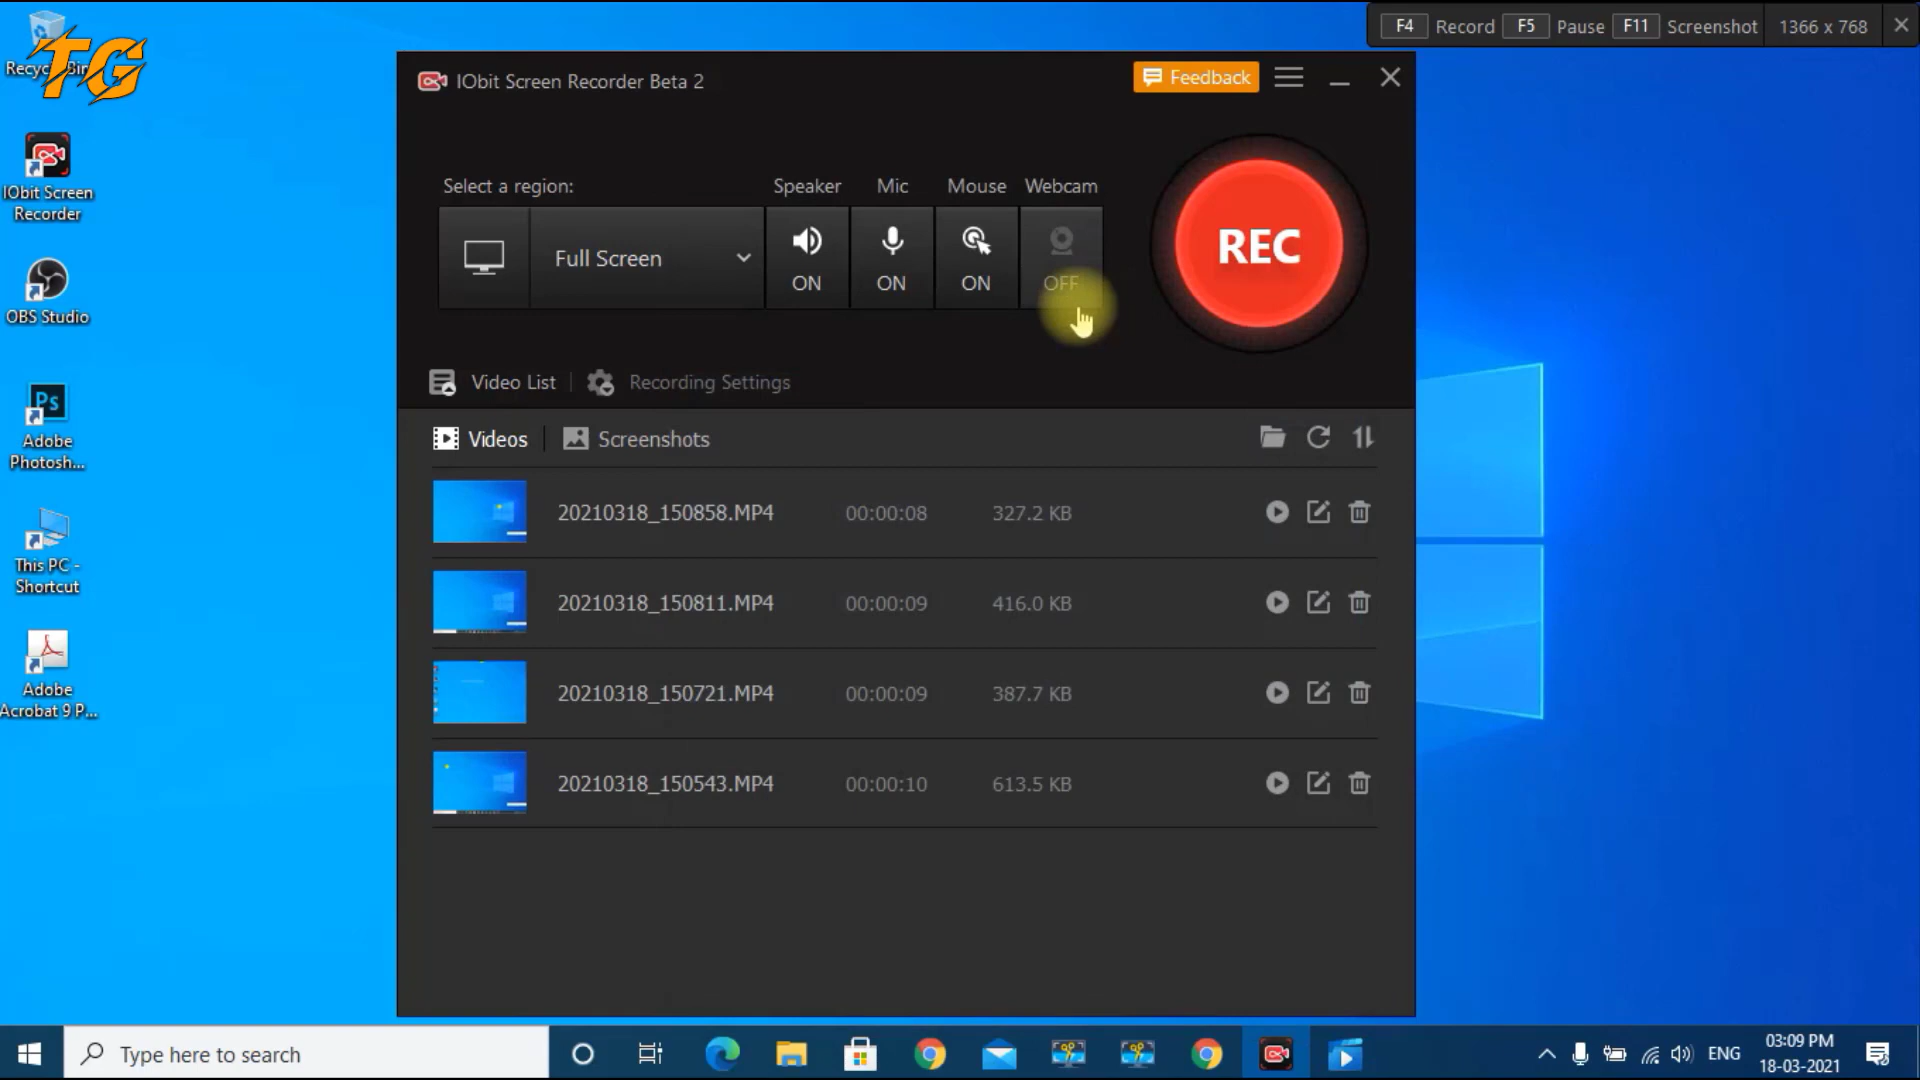 F4 Record F5 Pause F11 Screenshot 1366 x 768
Recycle Bin
TG
IObit Screen Recorder Beta 2
Feedback
IObit Screen
Recorder
Select a region:
Speaker Mic Mouse Webcam
Full Screen
ON ON ON OFF
REC
OBS Studio
Video List Recording Settings
Ps
Adobe
Photosh...
Videos Screenshots
20210318_150858.MP4 00:00:08 327.2 KB
This PC -
Shortcut
20210318_150811.MP4 00:00:09 416.0 KB
Adobe
Acrobat 9 P...
20210318_150721.MP4 00:00:09 387.7 KB
20210318_150543.MP4 00:00:10 613.5 KB
Type here to search
ENG
03:09 PM
18-03-2021